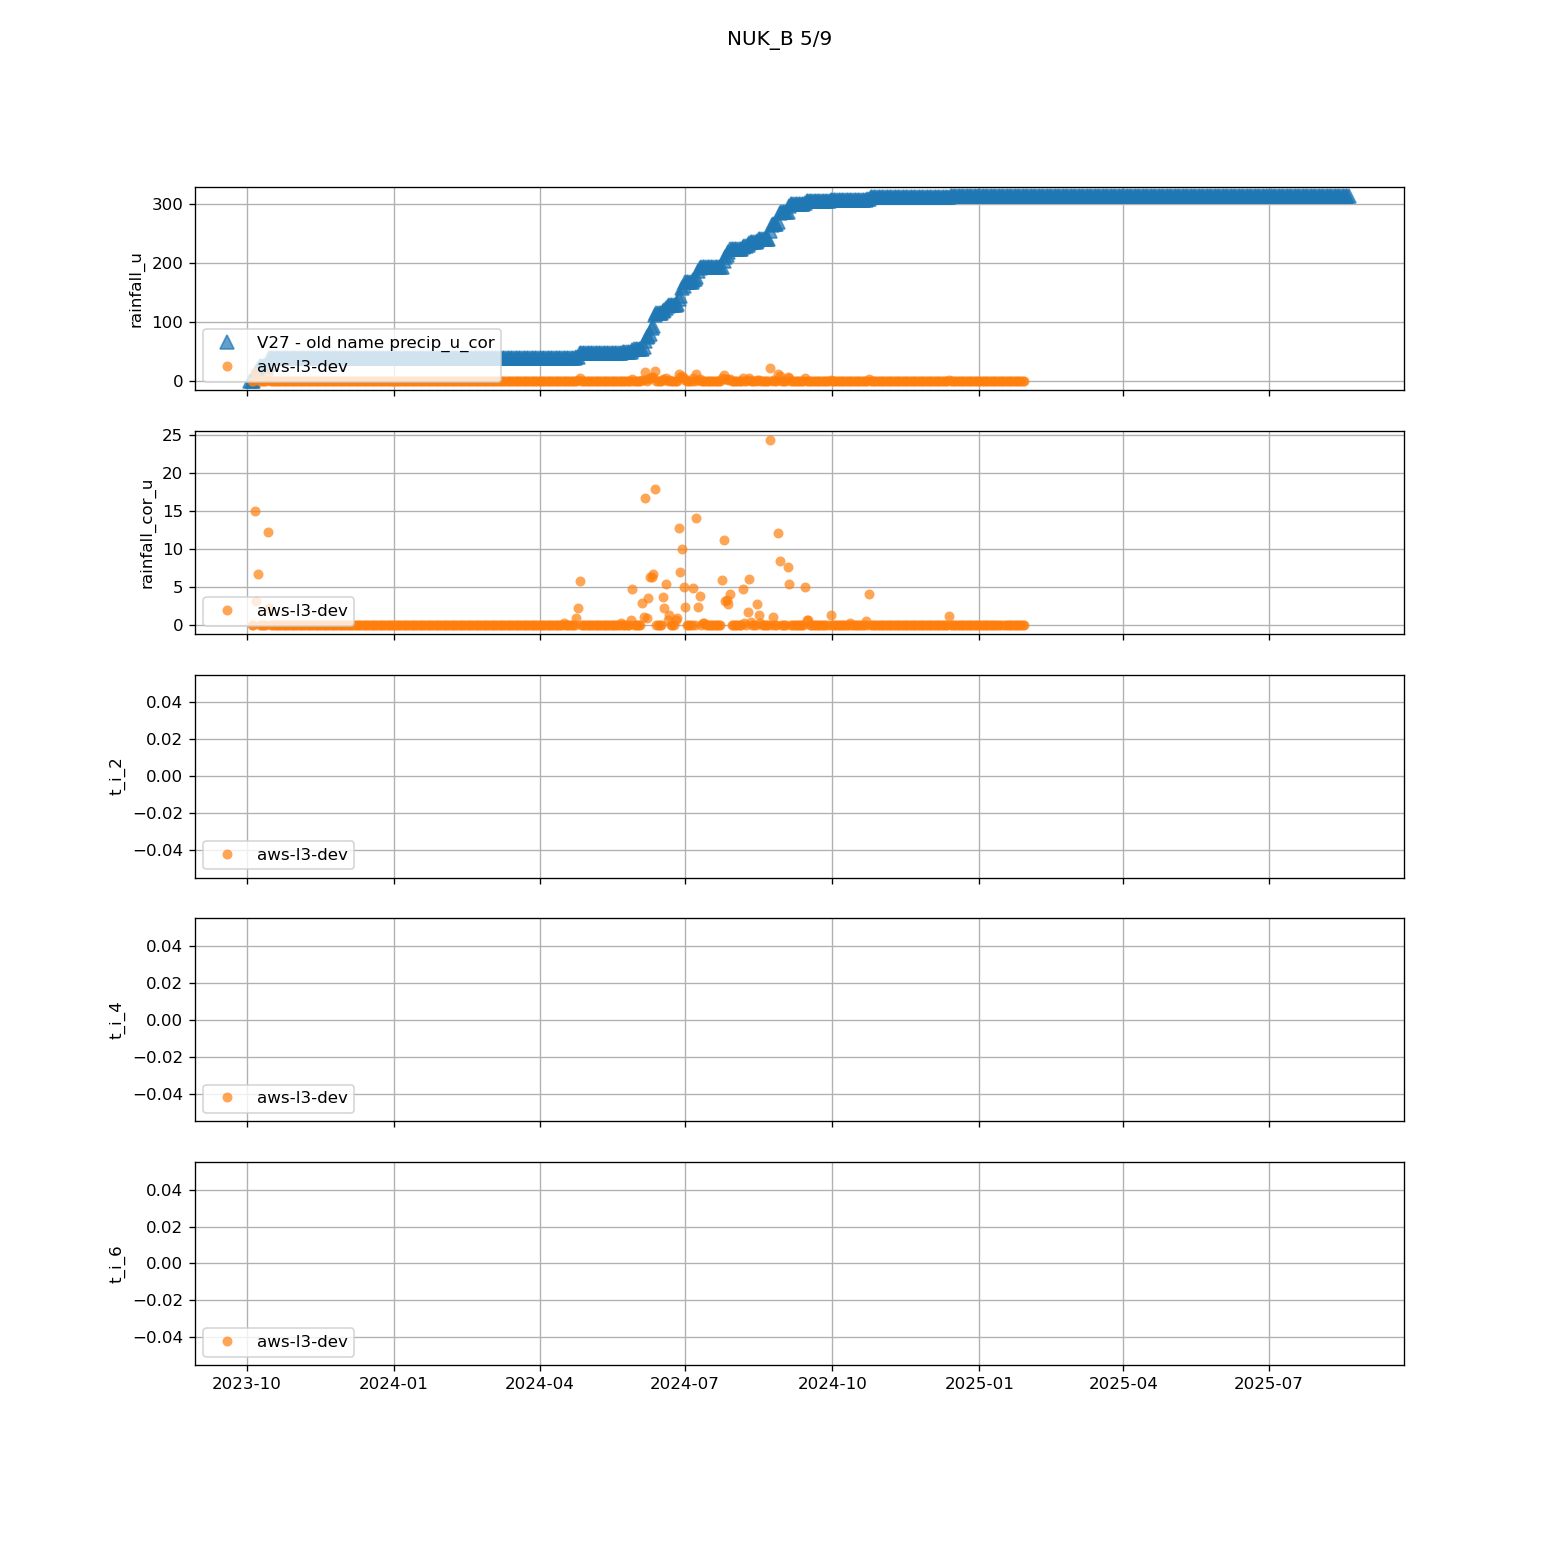 NUK_B 5/9
300
200
100
0
rainfall_u
V27 - old name precip_u_cor
aws-l3-dev
25
20
15
10
5
0
rainfall_cor_u
aws-l3-dev
0.04
0.02
0.00
−0.02
−0.04
t_i_2
aws-l3-dev
0.04
0.02
0.00
−0.02
−0.04
t_i_4
aws-l3-dev
0.04
0.02
0.00
−0.02
−0.04
t_i_6
aws-l3-dev
2023-10 2024-01 2024-04 2024-07 2024-10 2025-01 2025-04 2025-07